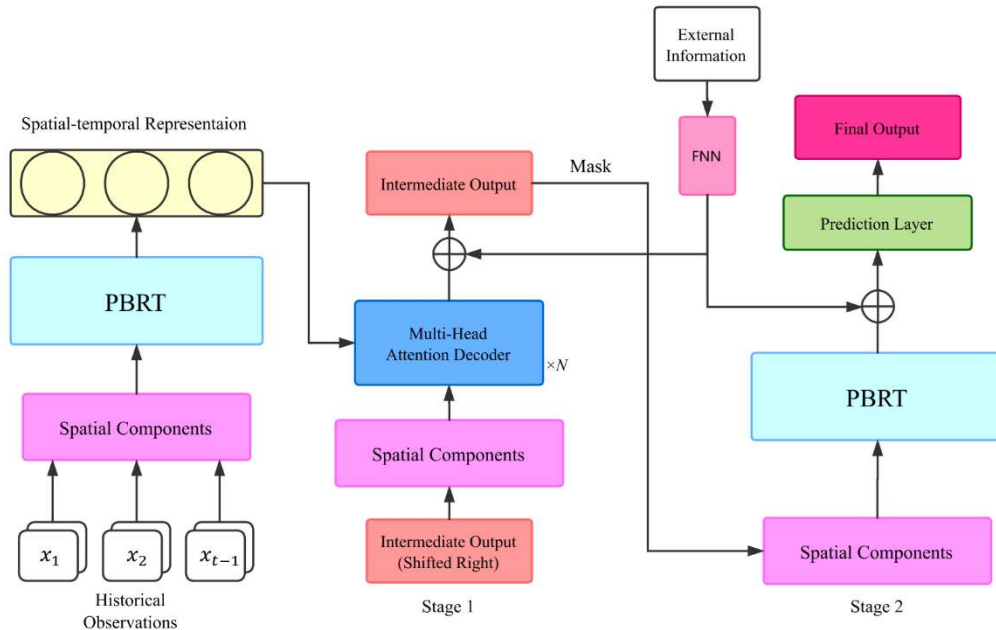 Spatial-temporal Representaion
PBRT
Spatial Components
x₁
x₂
xₜ₋₁
Historical
Observations
Intermediate Output
Multi-Head
Attention Decoder
×N
Spatial Components
Intermediate Output
(Shifted Right)
Stage 1
Mask
External
Information
FNN
Final Output
Prediction Layer
PBRT
Spatial Components
Stage 2